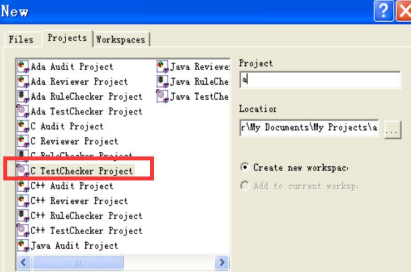 New
Files Projects Workspaces
Ada Audit Project
Ada Reviewer Project
Ada RuleChecker Project
Ada TestChecker Project
C Audit Project
C Reviewer Project
C RuleChecker Project
C TestChecker Project
C++ Audit Project
C++ Reviewer Project
C++ RuleChecker Project
C++ TestChecker Project
Java Audit Project
Java Reviewe
Java RuleChe
Java TestChe
Project
a
Location
r\My Documents\My Projects\a
...
Create new workspac
Add to current worksp